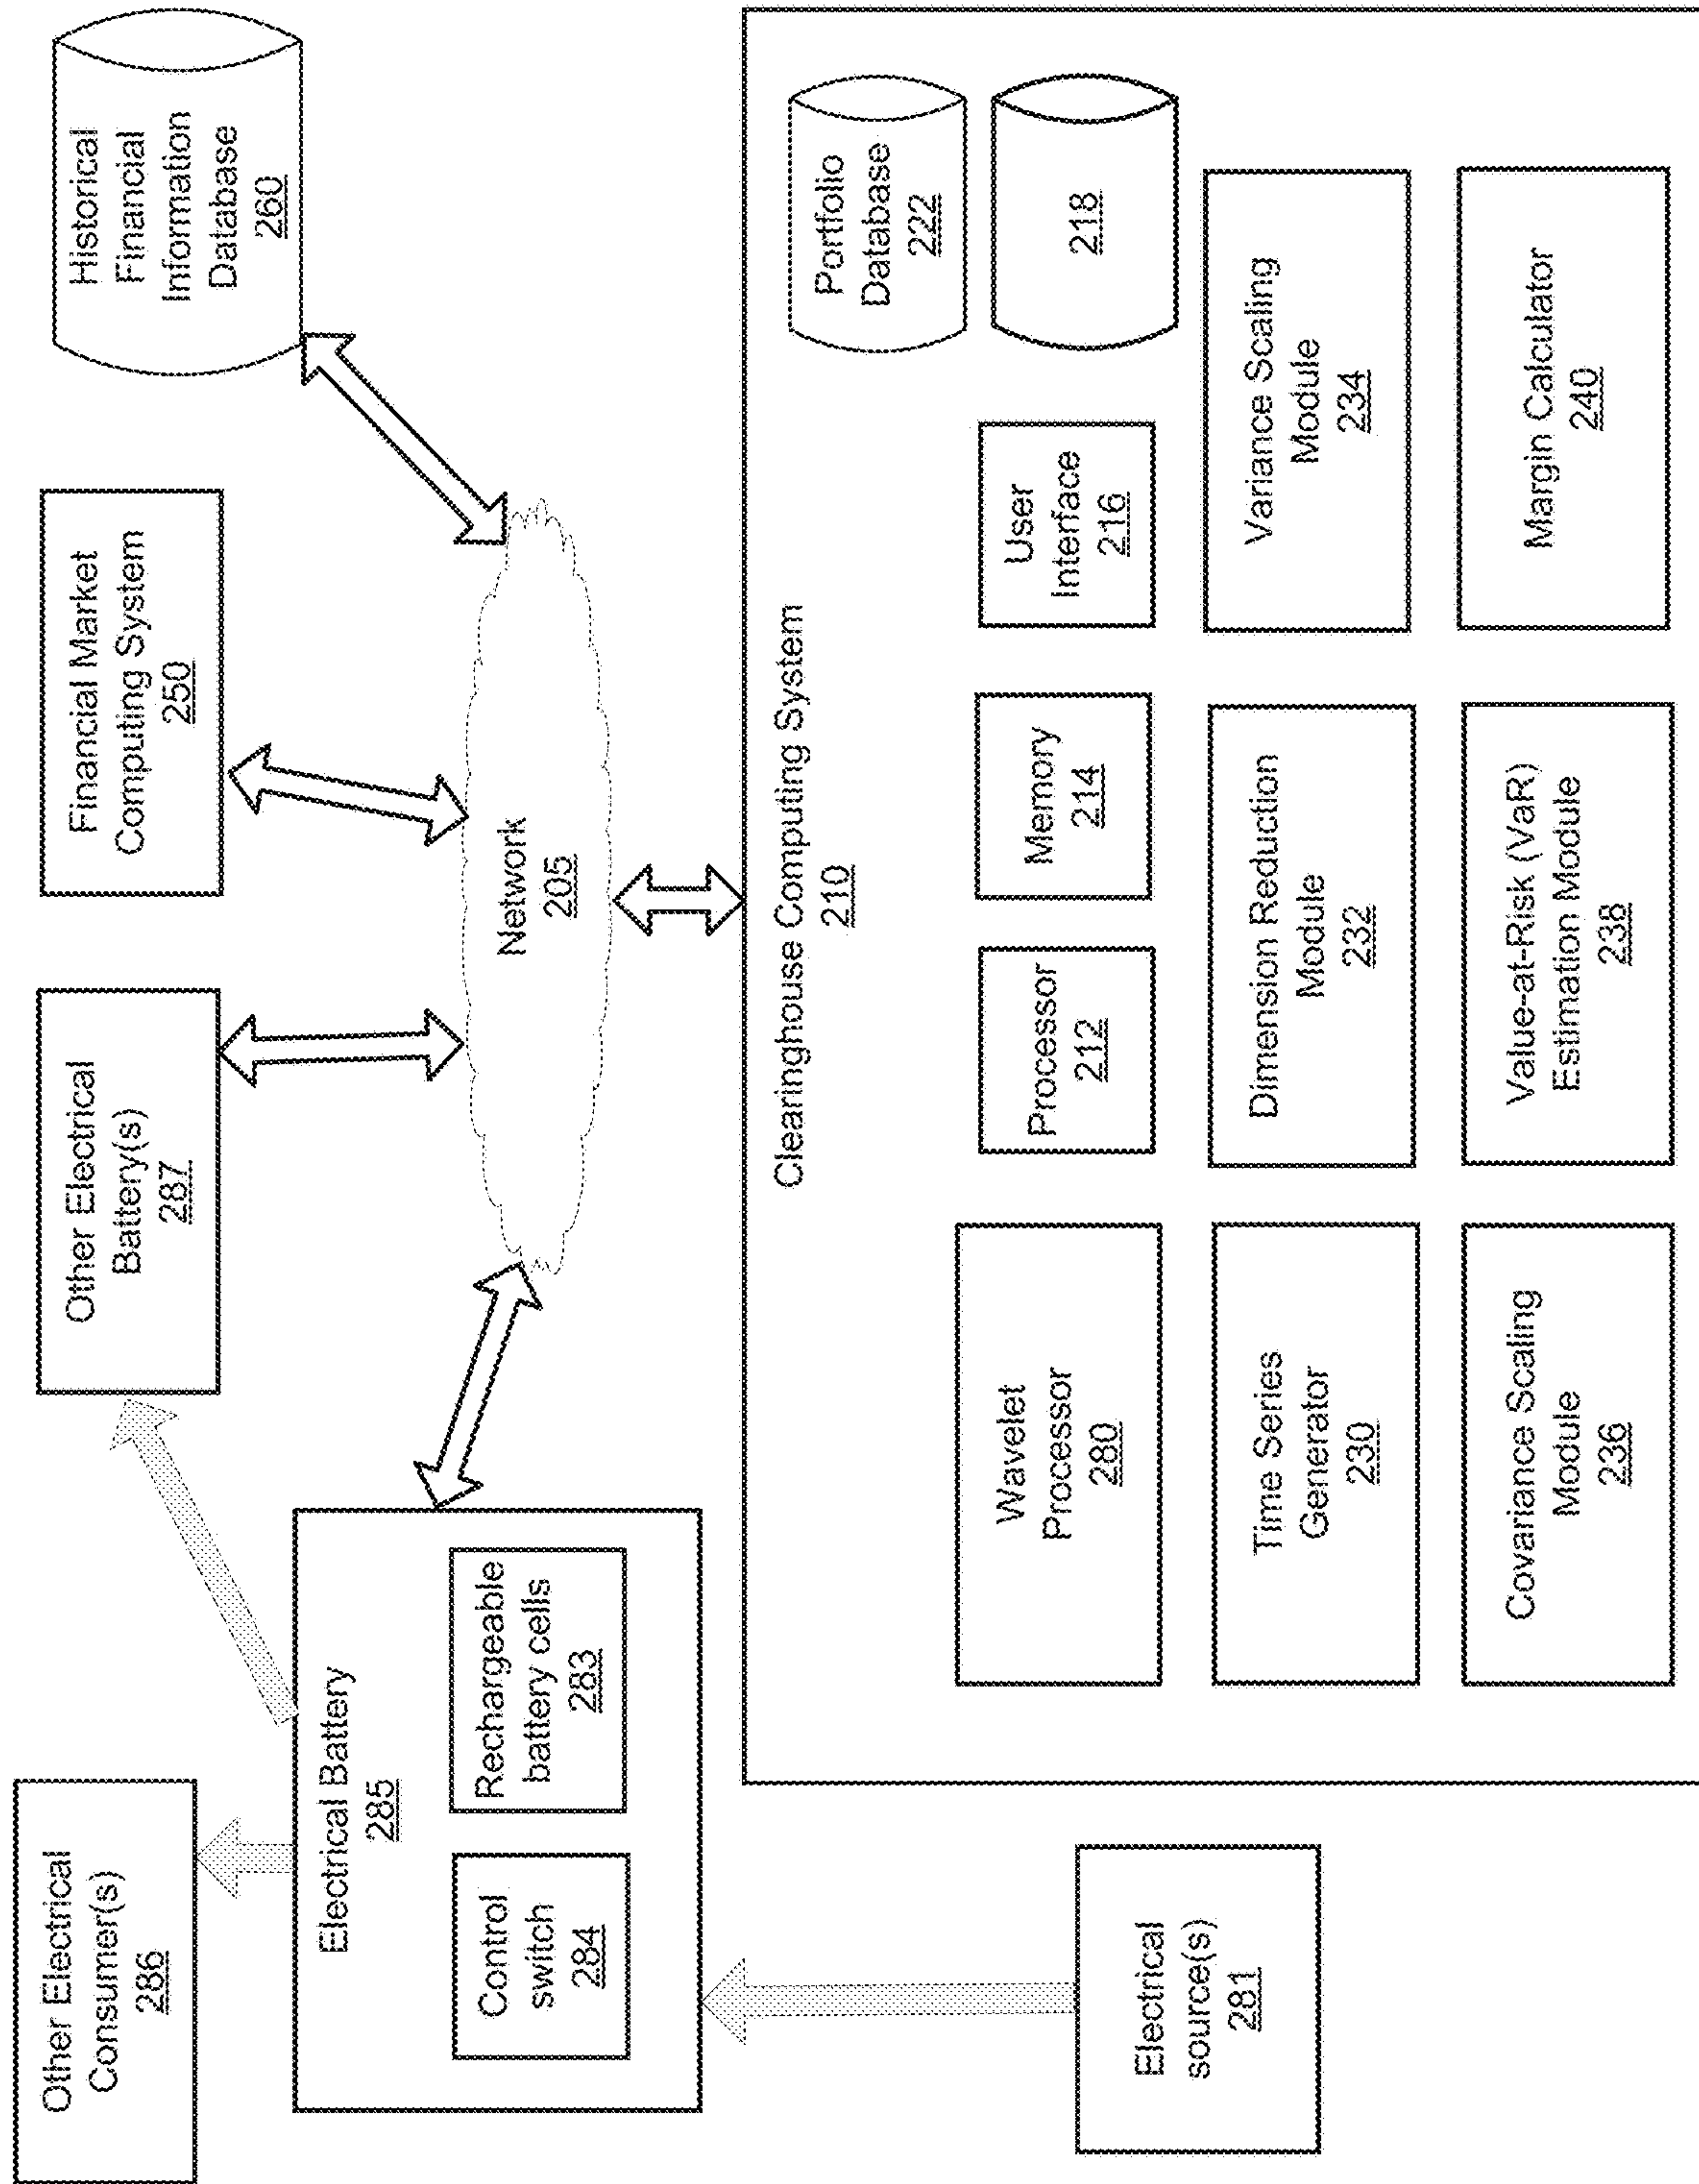 Other Electrical
Consumer(s)
286
Other Electrical
Battery(s)
287
Financial Market
Computing System
250
Historical
Financial
Information
Database
260
Electrical Battery
285
Control
switch
284
Rechargeable
battery cells
283
Network
205
Electrical
source(s)
281
Clearinghouse Computing System
210
Portfolio
Database
222
Wavelet
Processor
280
Processor
212
Memory
214
User
Interface
216
218
Time Series
Generator
230
Dimension Reduction
Module
232
Variance Scaling
Module
234
Covariance Scaling
Module
236
Value-at-Risk (VaR)
Estimation Module
238
Margin Calculator
240